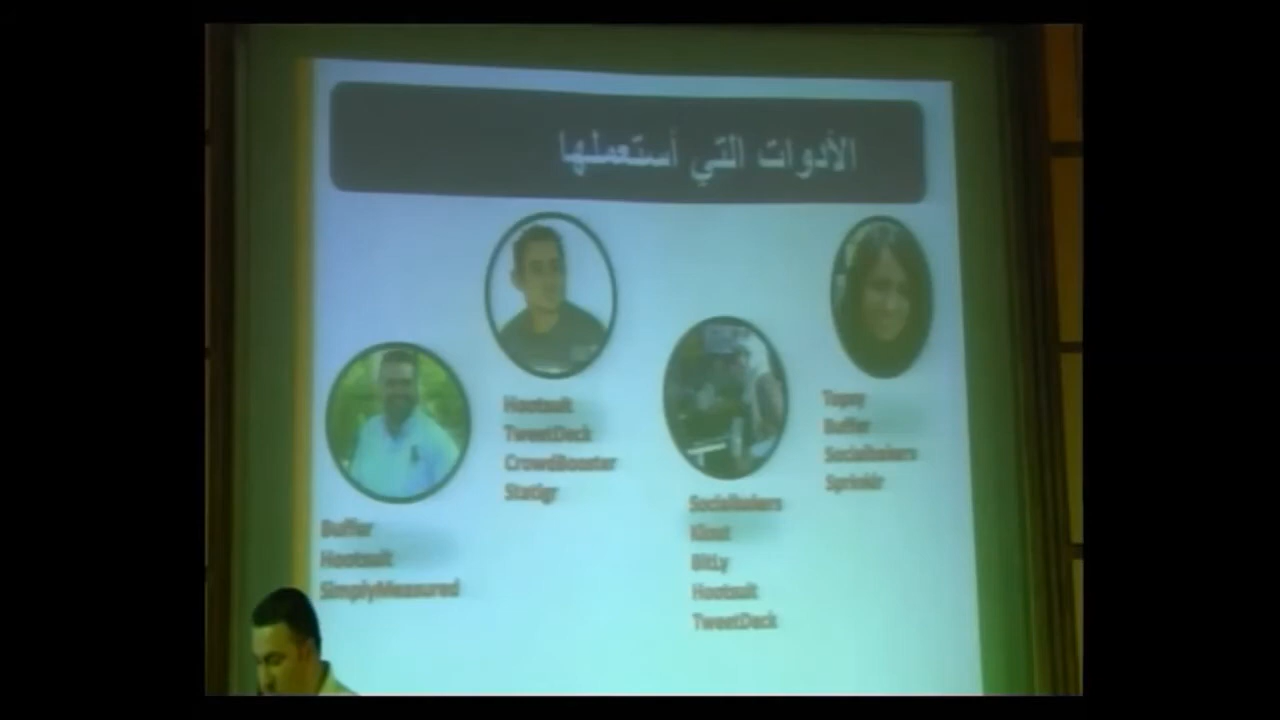 الأدوات التي أستعملها
Topsy
Buffer
Socialbakers
Sprinklr
Hootsuit
TweetDeck
CrowdBooster
Statigr
Socialbakers
Klout
Bitly
Hootsuit
TweetDeck
Buffer
Hootsuit
SimplyMeasured